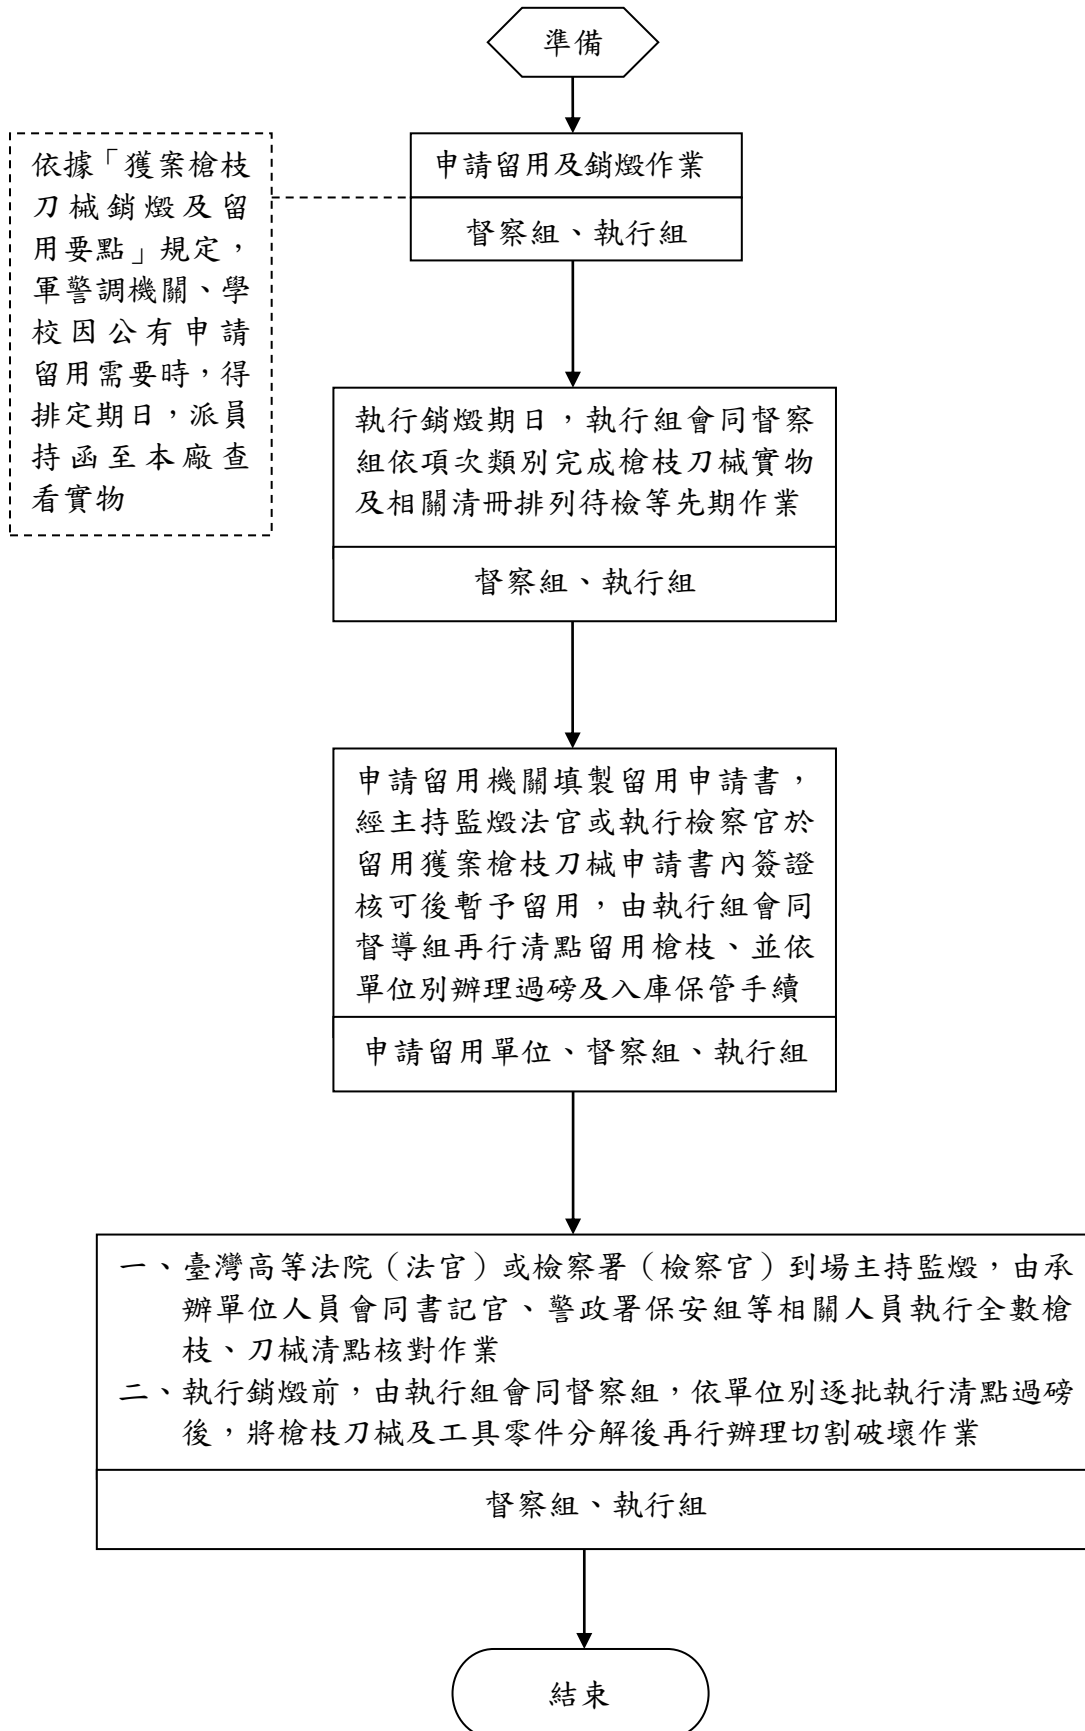 準備
申請留用及銷燬作業
督察組、執行組
依據「獲案槍枝
刀械銷燬及留
用要點」規定，
軍警調機關、學
校因公有申請
留用需要時，得
排定期日，派員
持函至本廠查
看實物
執行銷燬期日，執行組會同督察
組依項次類別完成槍枝刀械實物
及相關清冊排列待檢等先期作業
督察組、執行組
申請留用機關填製留用申請書，
經主持監燬法官或執行檢察官於
留用獲案槍枝刀械申請書內簽證
核可後暫予留用，由執行組會同
督導組再行清點留用槍枝、並依
單位別辦理過磅及入庫保管手續
申請留用單位、督察組、執行組
一、臺灣高等法院（法官）或檢察署（檢察官）到場主持監燬，由承
辦單位人員會同書記官、警政署保安組等相關人員執行全數槍
枝、刀械清點核對作業
二、執行銷燬前，由執行組會同督察組，依單位別逐批執行清點過磅
後，將槍枝刀械及工具零件分解後再行辦理切割破壞作業
督察組、執行組
結束